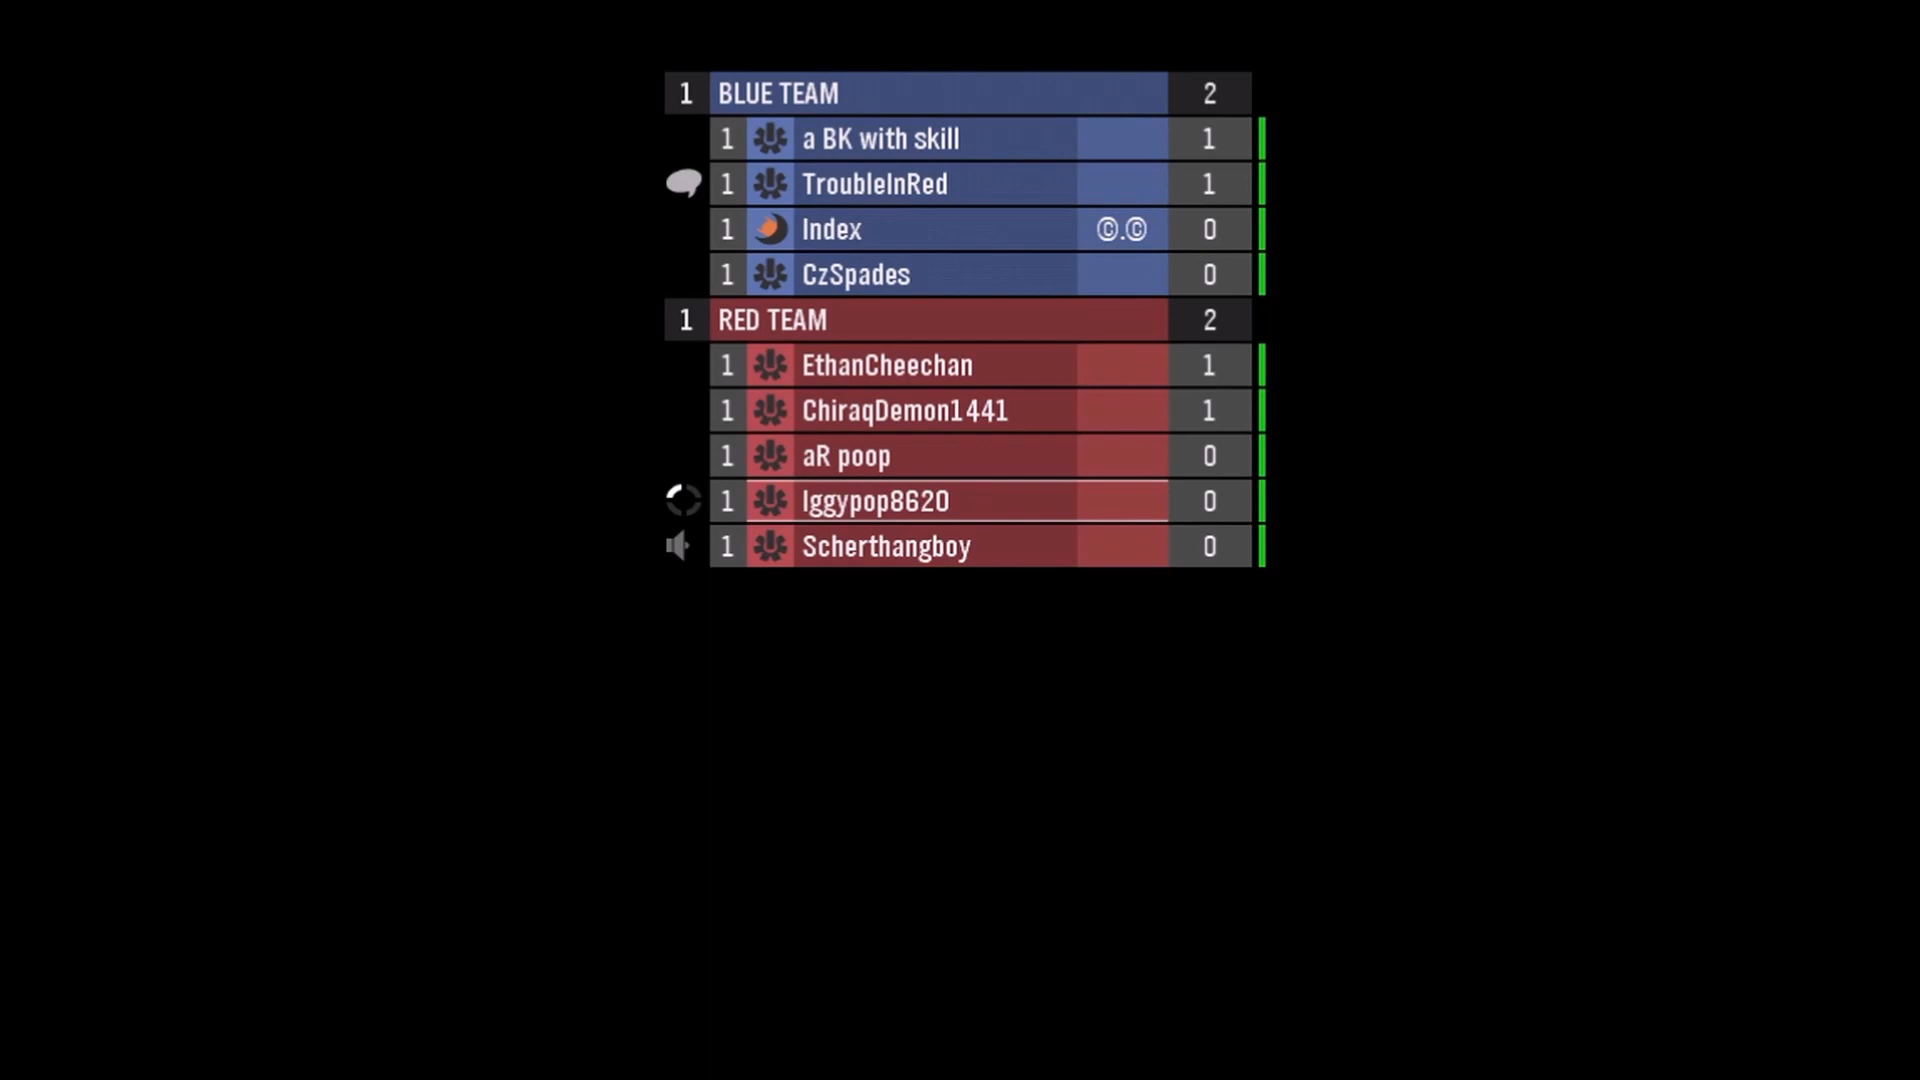 1 BLUE TEAM 2
1 a BK with skill 1
1 TroubleInRed 1
1 Index ©.© 0
1 CzSpades 0
1 RED TEAM 2
1 EthanCheechan 1
1 ChiraqDemon1441 1
1 aR poop 0
1 Iggypop8620 0
1 Scherthangboy 0